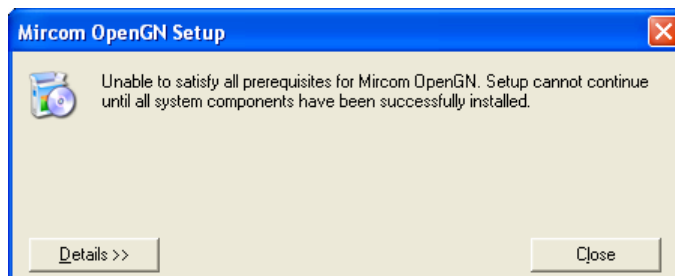 Mircom OpenGN Setup
Unable to satisfy all prerequisites for Mircom OpenGN. Setup cannot continue
until all system components have been successfully installed.
Details >>
Close